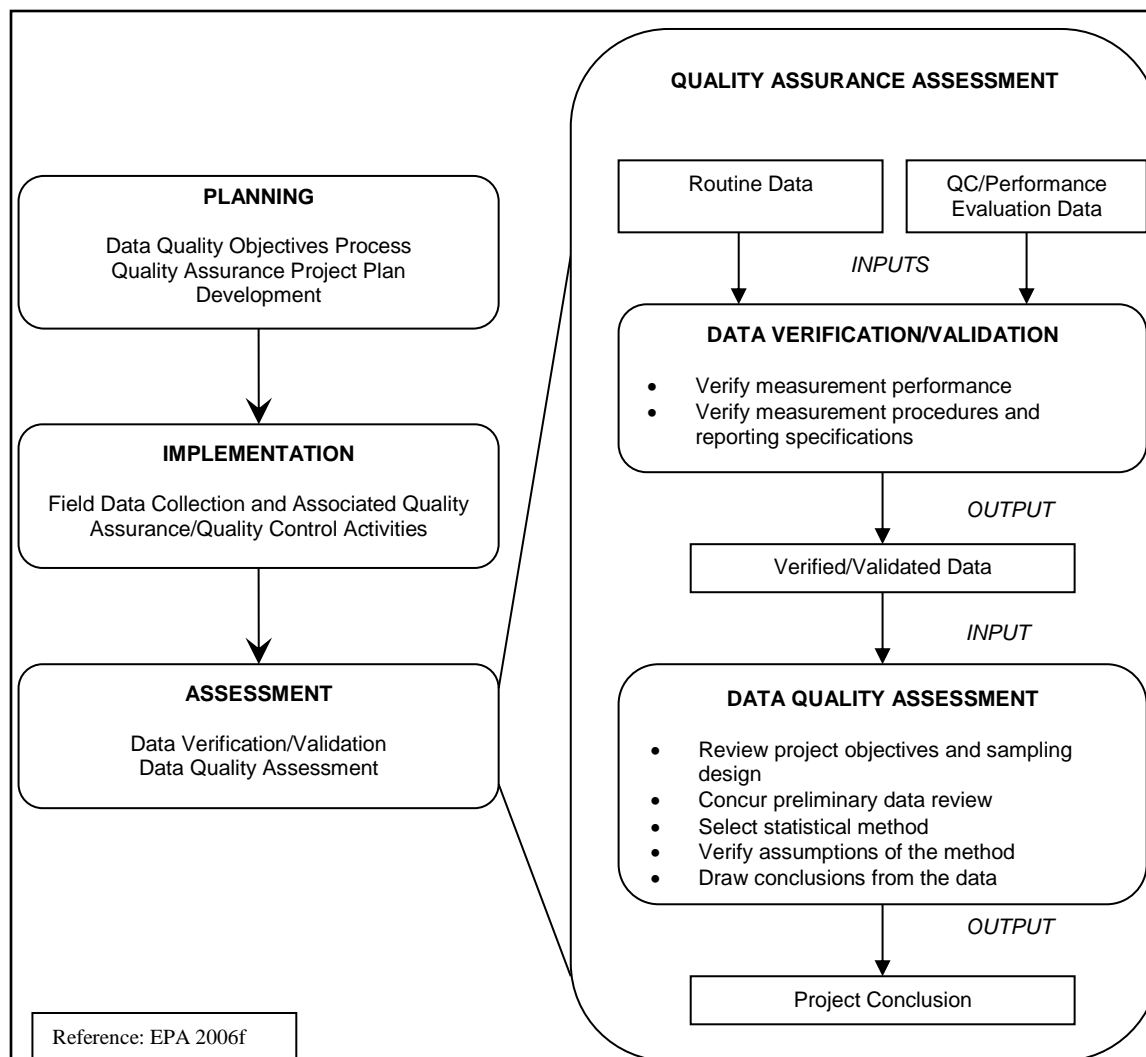 PLANNING
Data Quality Objectives Process
Quality Assurance Project Plan
Development
IMPLEMENTATION
Field Data Collection and Associated Quality
Assurance/Quality Control Activities
ASSESSMENT
Data Verification/Validation
Data Quality Assessment
Reference: EPA 2006f
QUALITY ASSURANCE ASSESSMENT
Routine Data
QC/Performance
Evaluation Data
INPUTS
DATA VERIFICATION/VALIDATION
• Verify measurement performance
• Verify measurement procedures and
reporting specifications
OUTPUT
Verified/Validated Data
INPUT
DATA QUALITY ASSESSMENT
• Review project objectives and sampling
design
• Concur preliminary data review
• Select statistical method
• Verify assumptions of the method
• Draw conclusions from the data
OUTPUT
Project Conclusion